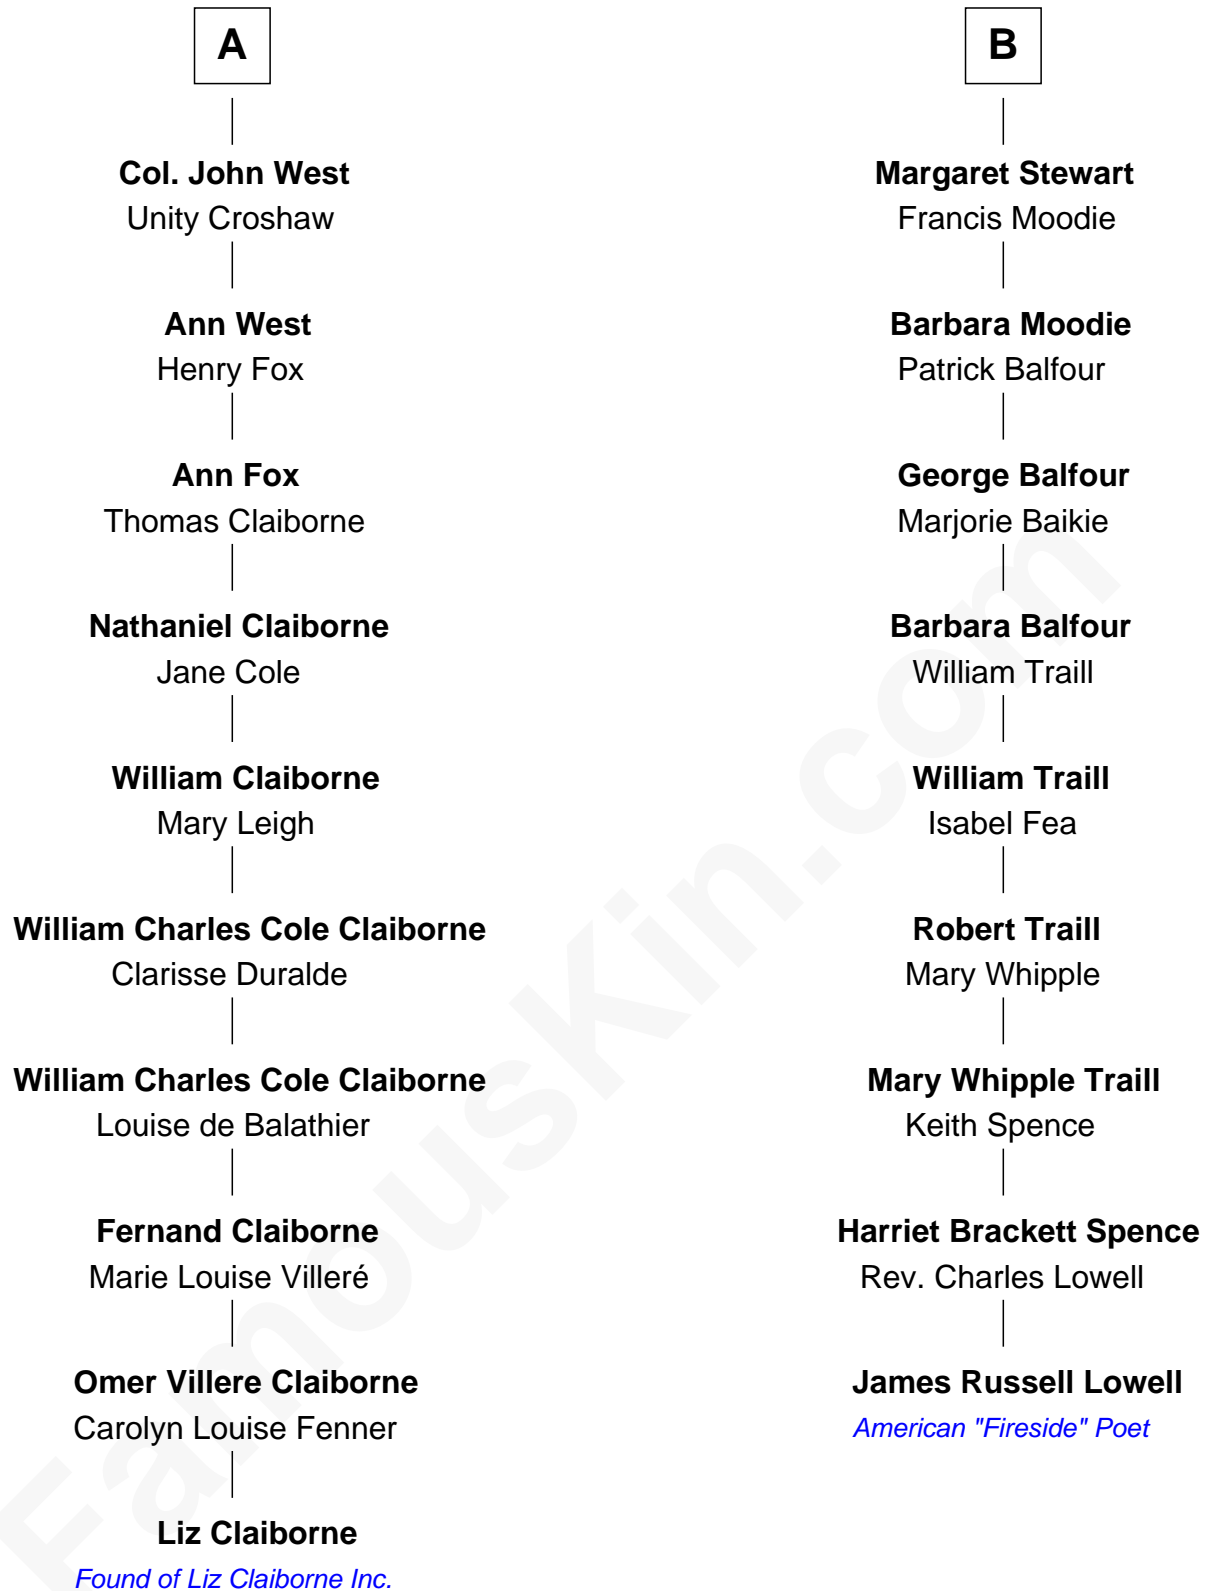 A
Col. John West
Unity Croshaw
Ann West
Henry Fox
Ann Fox
Thomas Claiborne
Nathaniel Claiborne
Jane Cole
William Claiborne
Mary Leigh
William Charles Cole Claiborne
Clarisse Duralde
William Charles Cole Claiborne
Louise de Balathier
Fernand Claiborne
Marie Louise Villeré
Omer Villere Claiborne
Carolyn Louise Fenner
Liz Claiborne
Found of Liz Claiborne Inc.
B
Margaret Stewart
Francis Moodie
Barbara Moodie
Patrick Balfour
George Balfour
Marjorie Baikie
Barbara Balfour
William Traill
William Traill
Isabel Fea
Robert Traill
Mary Whipple
Mary Whipple Traill
Keith Spence
Harriet Brackett Spence
Rev. Charles Lowell
James Russell Lowell
American "Fireside" Poet
FamousKin.com